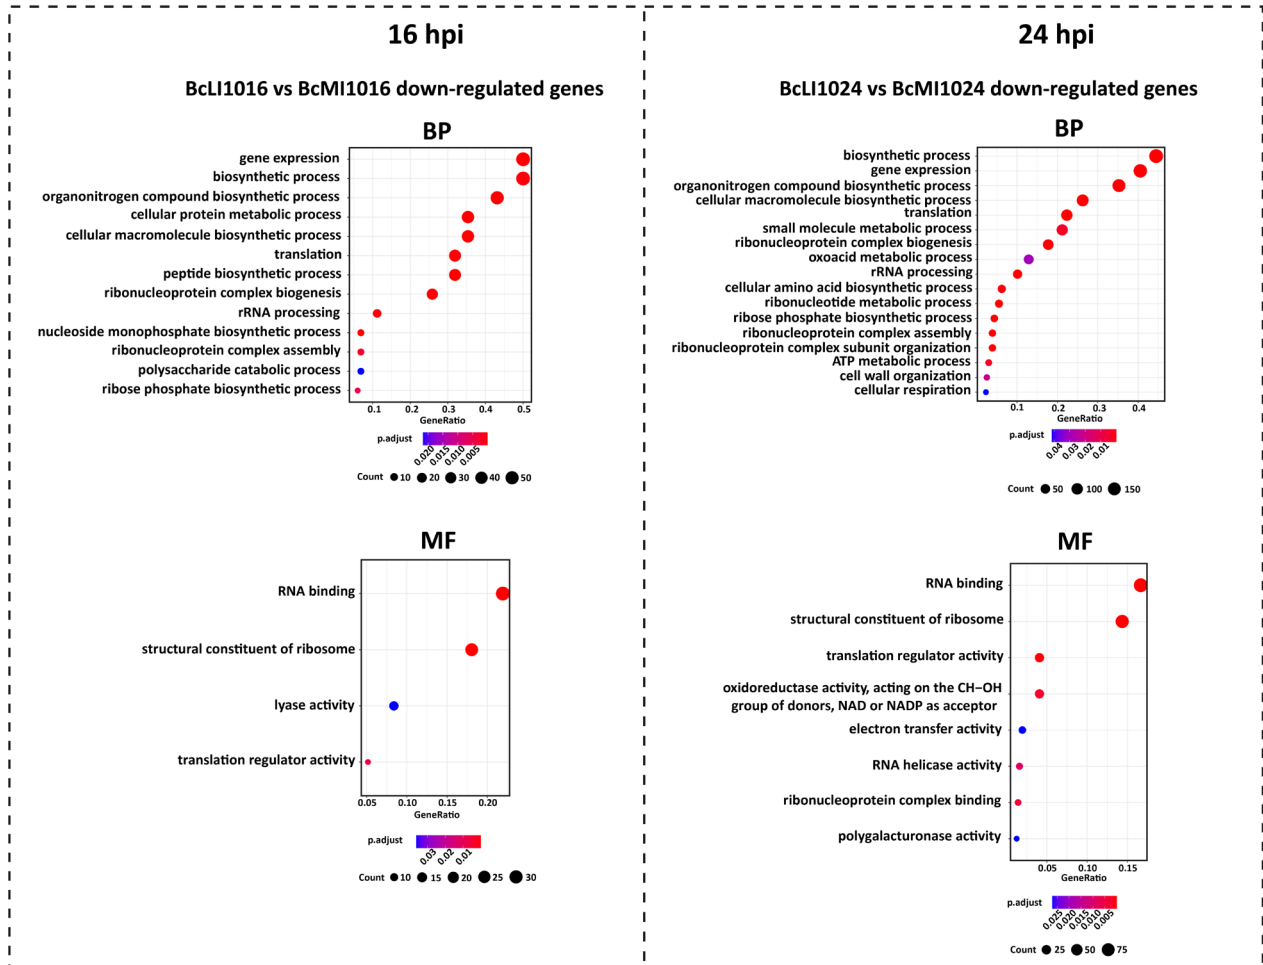 16 hpi
BcLI1016 vs BcMI1016 down-regulated genes
BP
gene expression
biosynthetic process
organonitrogen compound biosynthetic process
cellular protein metabolic process
cellular macromolecule biosynthetic process
translation
peptide biosynthetic process
ribonucleoprotein complex biogenesis
rRNA processing
nucleoside monophosphate biosynthetic process
ribonucleoprotein complex assembly
polysaccharide catabolic process
ribose phosphate biosynthetic process
0.1 0.2 0.3 0.4 0.5
GeneRatio
p.adjust
0.020 0.015 0.010 0.005
Count 10 20 30 40 50
MF
RNA binding
structural constituent of ribosome
lyase activity
translation regulator activity
0.05 0.10 0.15 0.20
GeneRatio
p.adjust
0.03 0.02 0.01
Count 10 15 20 25 30
24 hpi
BcLI1024 vs BcMI1024 down-regulated genes
BP
biosynthetic process
gene expression
organonitrogen compound biosynthetic process
cellular macromolecule biosynthetic process
translation
small molecule metabolic process
ribonucleoprotein complex biogenesis
oxoacid metabolic process
rRNA processing
cellular amino acid biosynthetic process
ribonucleotide metabolic process
ribose phosphate biosynthetic process
ribonucleoprotein complex assembly
ribonucleoprotein complex subunit organization
ATP metabolic process
cell wall organization
cellular respiration
0.1 0.2 0.3 0.4
GeneRatio
p.adjust
0.04 0.03 0.02 0.01
Count 50 100 150
MF
RNA binding
structural constituent of ribosome
translation regulator activity
oxidoreductase activity, acting on the CH−OH
group of donors, NAD or NADP as acceptor
electron transfer activity
RNA helicase activity
ribonucleoprotein complex binding
polygalacturonase activity
0.05 0.10 0.15
GeneRatio
p.adjust
0.025 0.020 0.015 0.010 0.005
Count 25 50 75